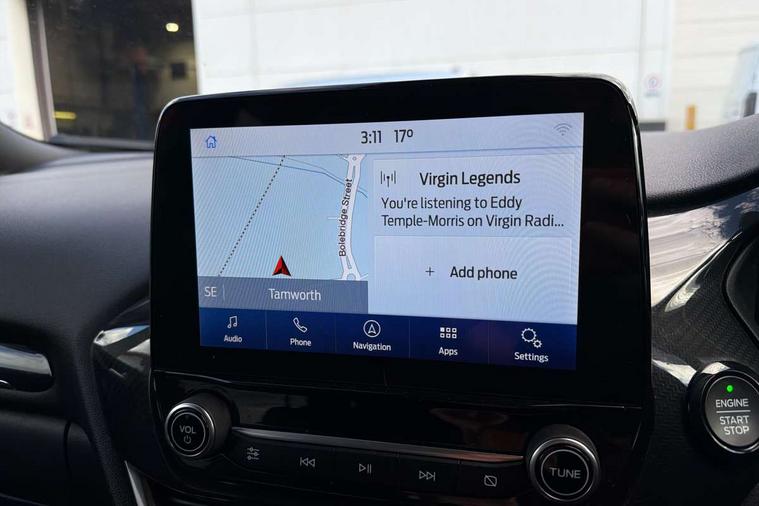 3:11 17°
Bolebridge Street
Virgin Legends
You're listening to Eddy
Temple-Morris on Virgin Radi...
+ Add phone
SE
Tamworth
Audio
Phone
Navigation
Apps
Settings
VOL
TUNE
ENGINE
START
STOP